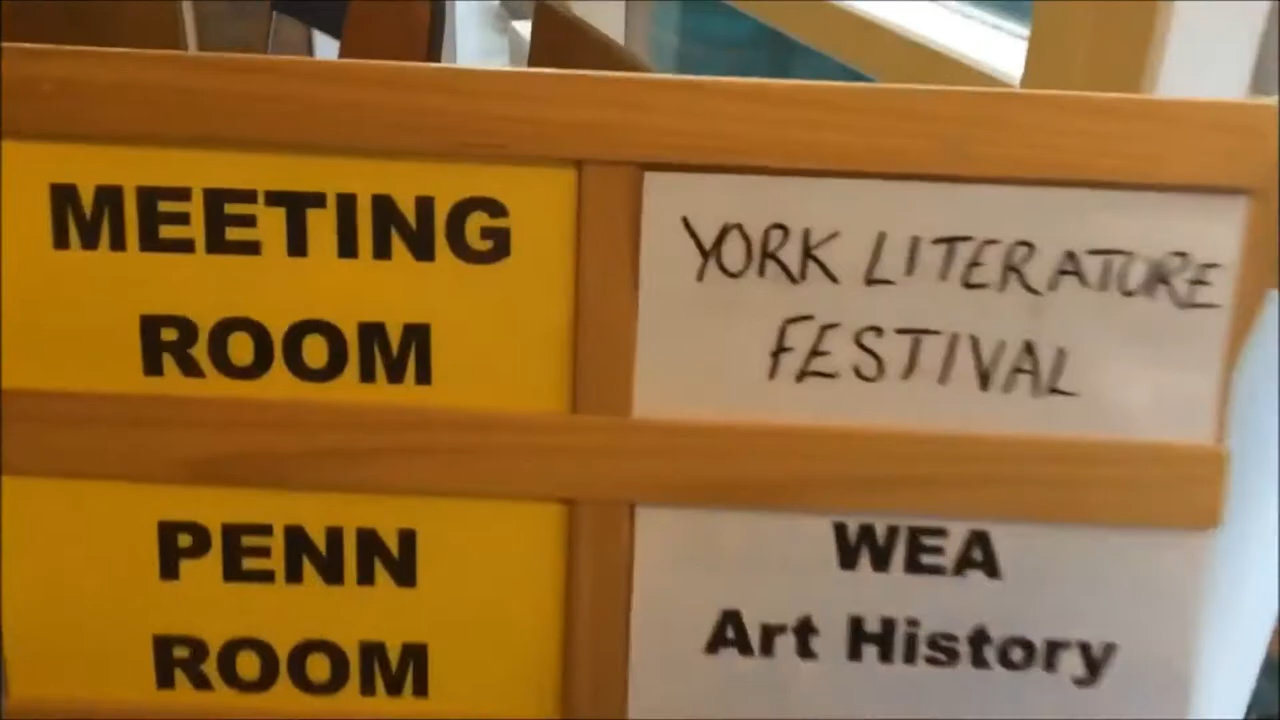 MEETING
ROOM
YORK LITERATURE
FESTIVAL
PENN
ROOM
WEA
Art History